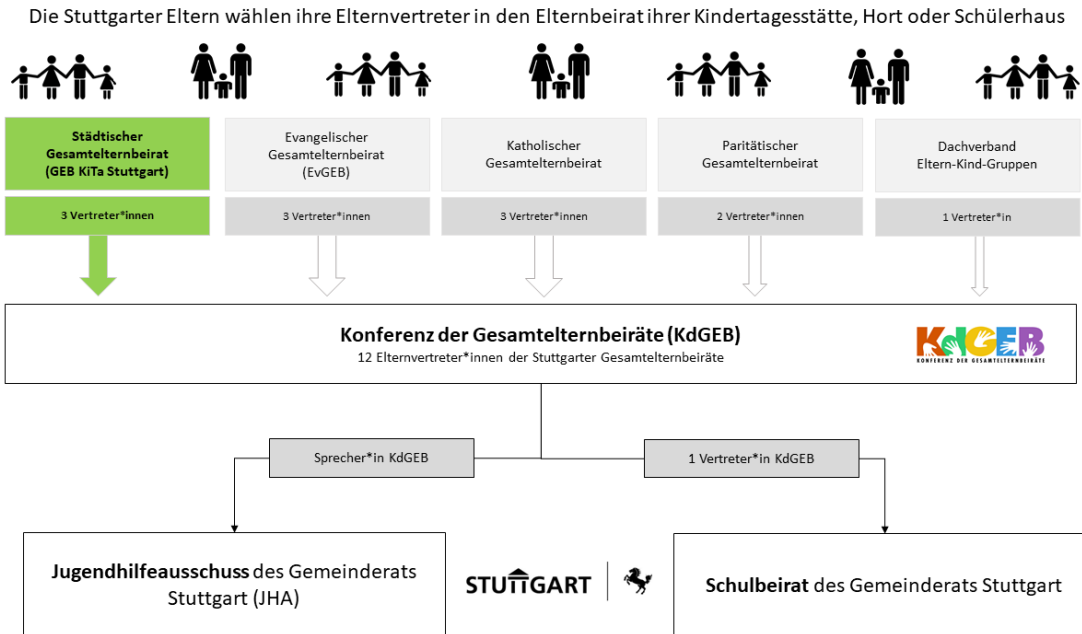 Die Stuttgarter Eltern wählen ihre Elternvertreter in den Elternbeirat ihrer Kindertagesstätte, Hort oder Schülerhaus
Städtischer
Gesamtelternbeirat
(GEB KiTa Stuttgart)
3 Vertreter*innen
Evangelischer
Gesamtelternbeirat
(EvGEB)
3 Vertreter*innen
Katholischer
Gesamtelternbeirat
3 Vertreter*innen
Paritätischer
Gesamtelternbeirat
2 Vertreter*innen
Dachverband
Eltern-Kind-Gruppen
1 Vertreter*in
Konferenz der Gesamtelternbeiräte (KdGEB)
12 Elternvertreter*innen der Stuttgarter Gesamtelternbeiräte
KdGEB
KONFERENZ DER GESAMTELTERNBEIRÄTE
Sprecher*in KdGEB
1 Vertreter*in KdGEB
Jugendhilfeausschuss des Gemeinderats
Stuttgart (JHA)
STUTTGART
Schulbeirat des Gemeinderats Stuttgart